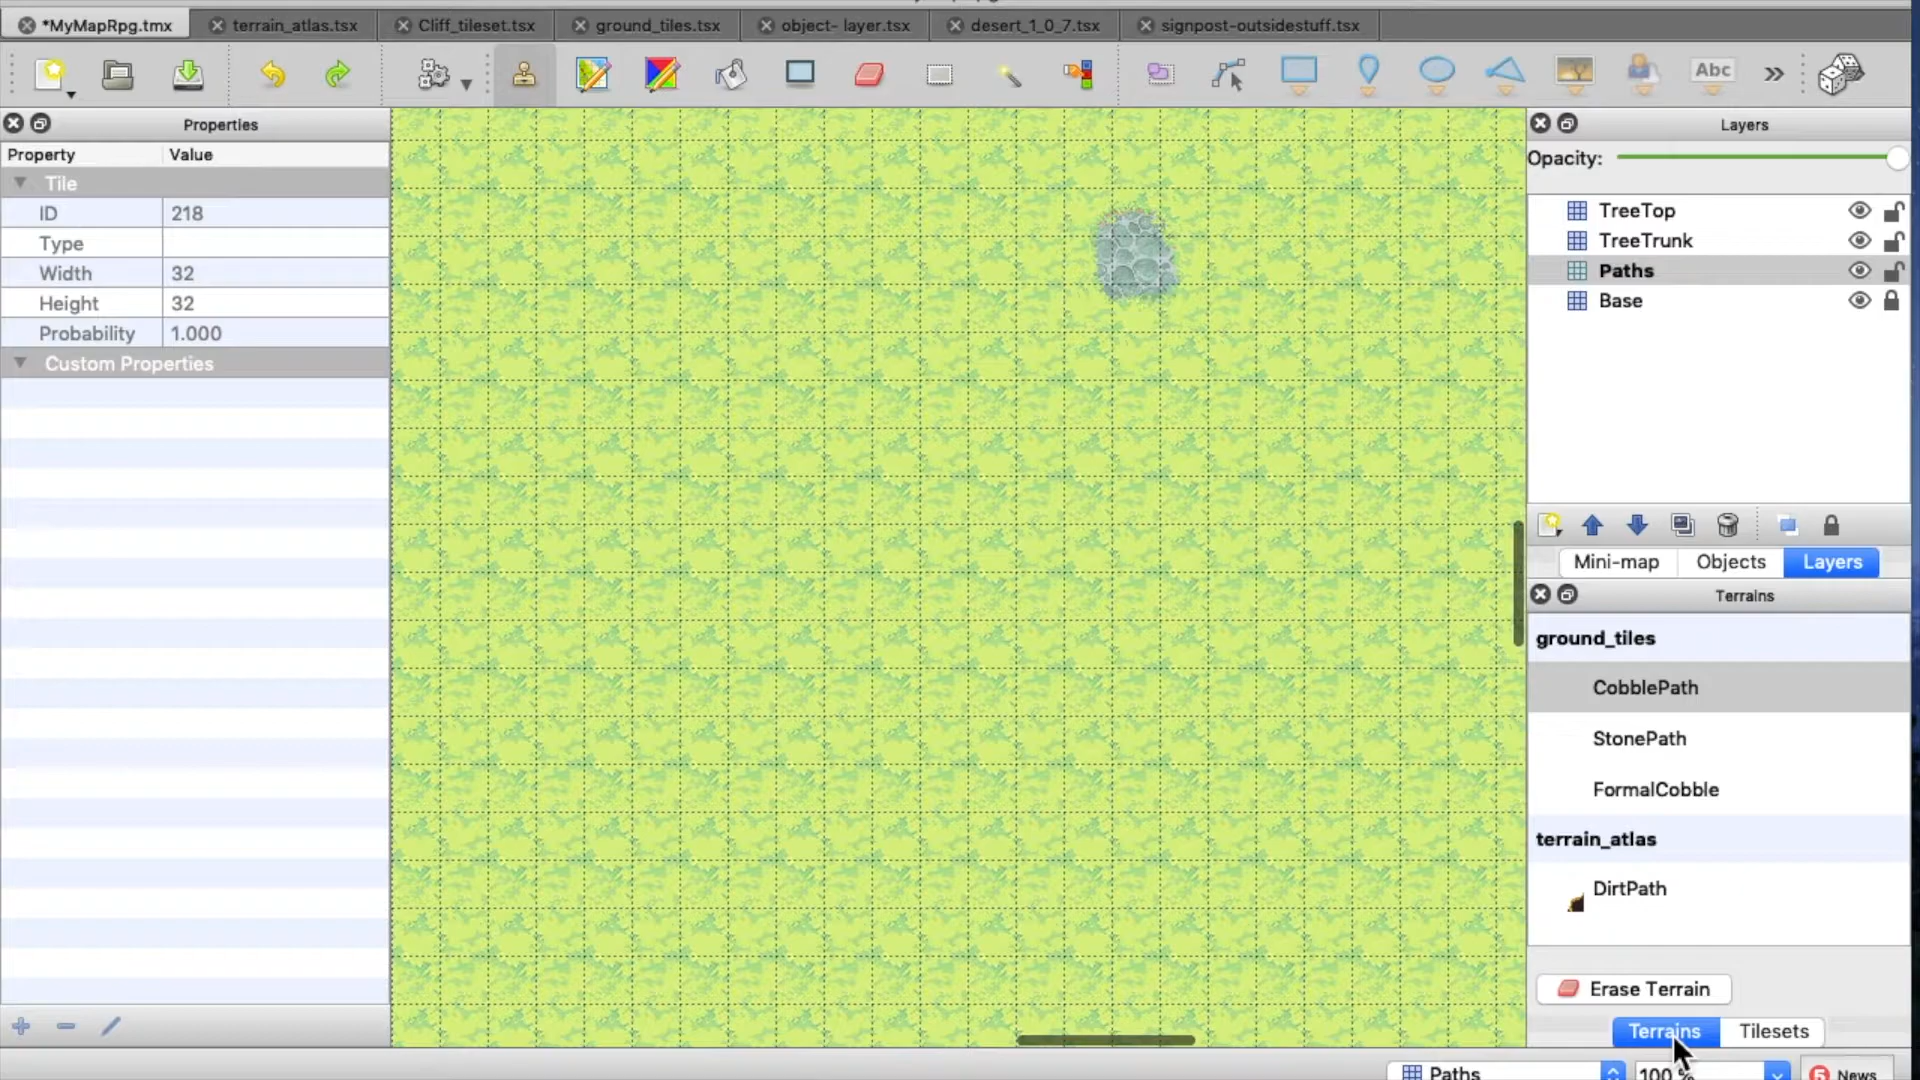 *MyMapRpg.tmx terrain_atlas.tsx Cliff_tileset.tsx ground_tiles.tsx object- layer.tsx desert_1_0_7.tsx signpost-outsidestuff.tsx
Abc
Properties
Property Value
Tile
ID 218
Type
Width 32
Height 32
Probability 1.000
Custom Properties
Layers
Opacity:
TreeTop
TreeTrunk
Paths
Base
Mini-map Objects Layers
Terrains
ground_tiles
CobblePath
StonePath
FormalCobble
terrain_atlas
DirtPath
Erase Terrain
Terrains Tilesets
Paths 100 % 5 News